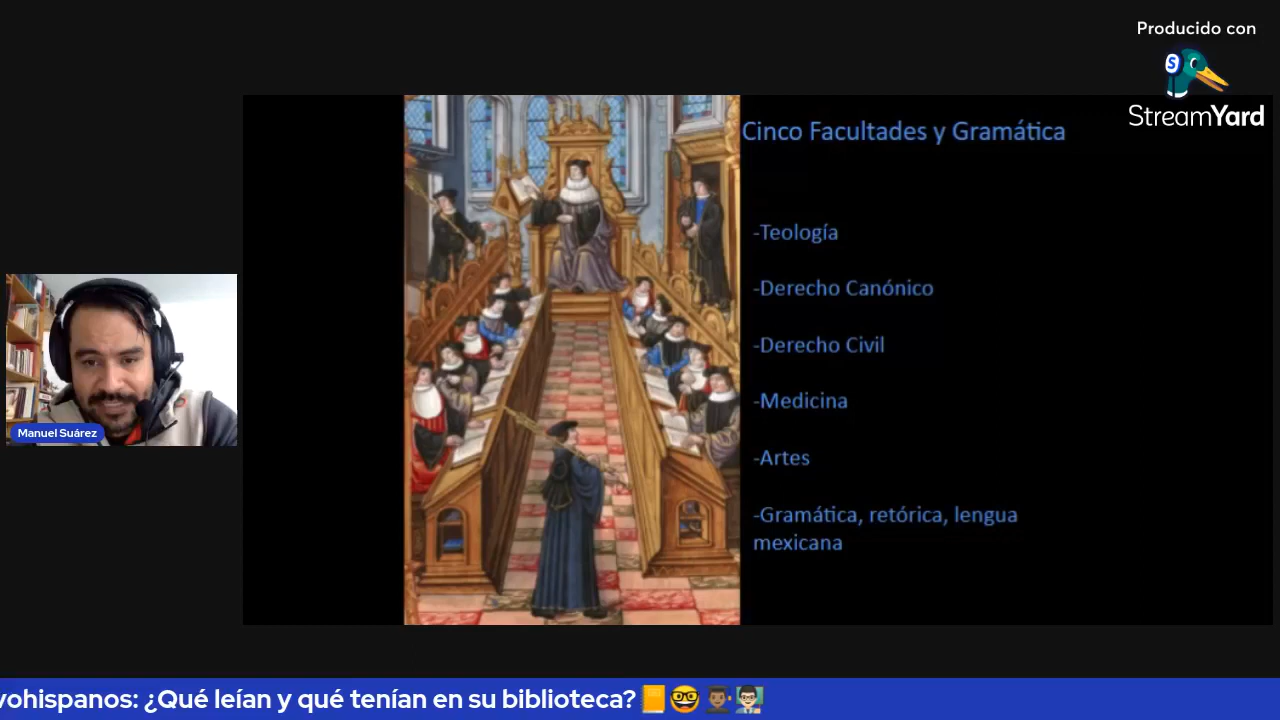 Producido con
StreamYard
Cinco Facultades y Gramática
-Teología
-Derecho Canónico
-Derecho Civil
-Medicina
-Artes
-Gramática, retórica, lengua
mexicana
Manuel Suárez
vohispanos: ¿Qué leían y qué tenían en su biblioteca?📒🤓👨🏾‍🎓👨🏻‍🏫